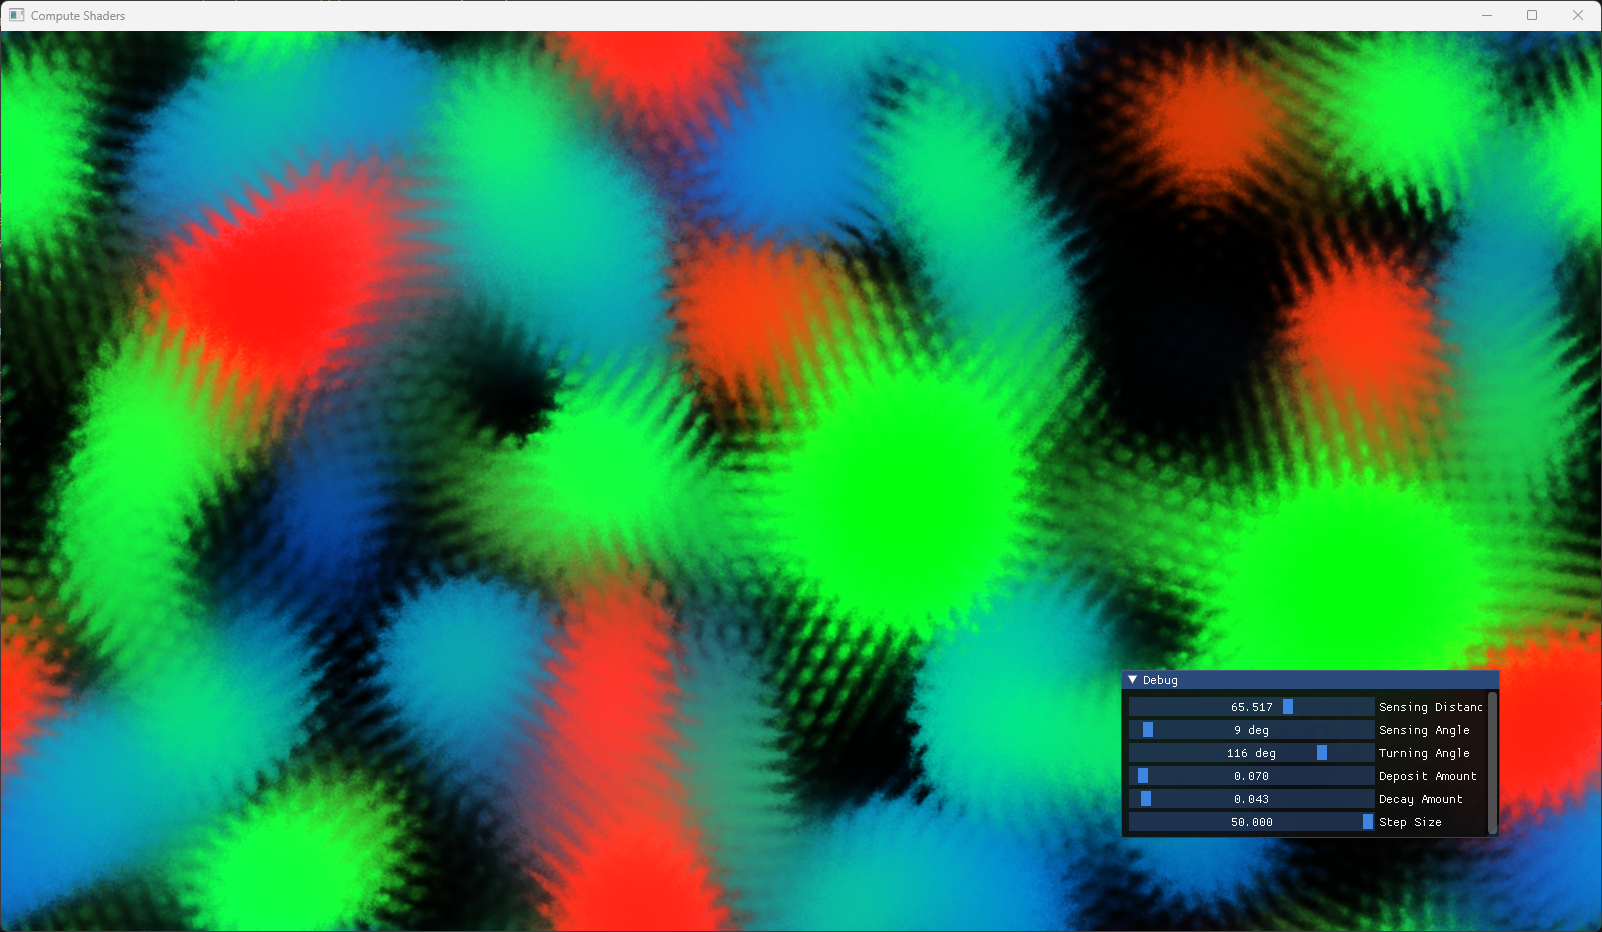 Compute Shaders
Debug
65.517 Sensing Distanc
9 deg Sensing Angle
116 deg Turning Angle
0.070 Deposit Amount
0.043 Decay Amount
50.000 Step Size